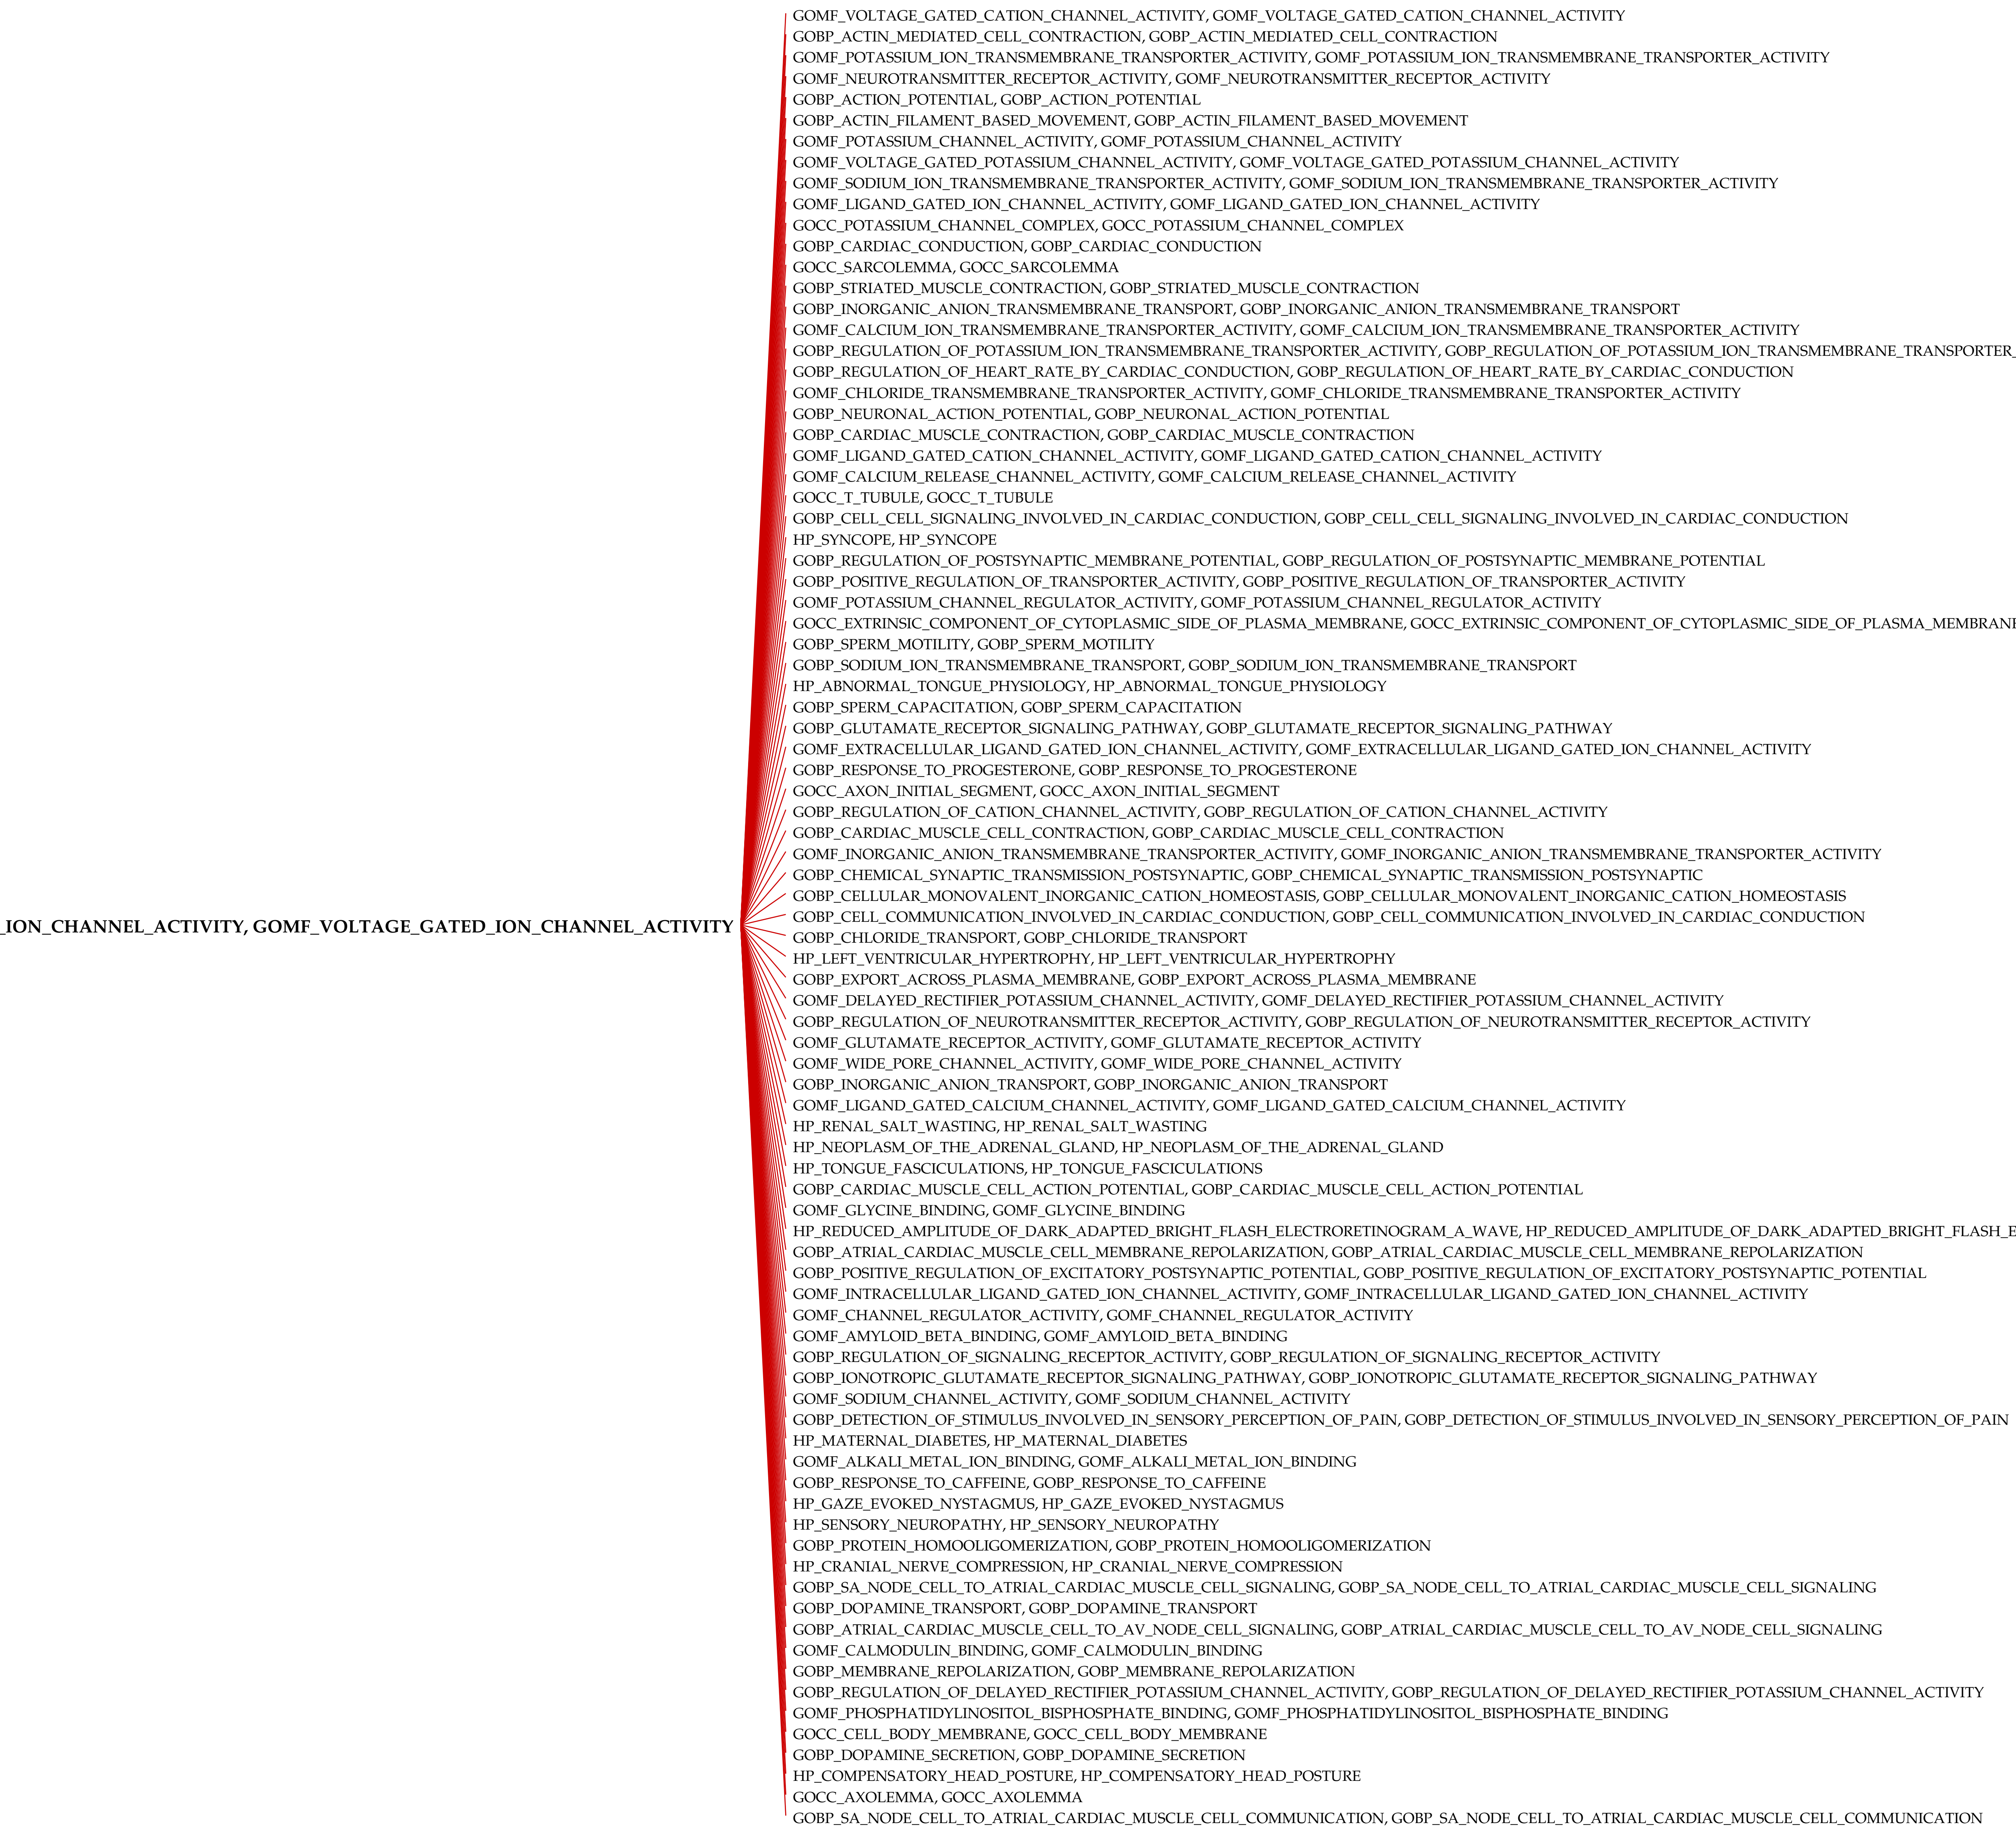 GOMF_VOLTAGE_GATED_CATION_CHANNEL_ACTIVITY, GOMF_VOLTAGE_GATED_CATION_CHANNEL_ACTIVITY
GOBP_ACTIN_MEDIATED_CELL_CONTRACTION, GOBP_ACTIN_MEDIATED_CELL_CONTRACTION
GOMF_POTASSIUM_ION_TRANSMEMBRANE_TRANSPORTER_ACTIVITY, GOMF_POTASSIUM_ION_TRANSMEMBRANE_TRANSPORTER_ACTIVITY
GOMF_NEUROTRANSMITTER_RECEPTOR_ACTIVITY, GOMF_NEUROTRANSMITTER_RECEPTOR_ACTIVITY
GOBP_ACTION_POTENTIAL, GOBP_ACTION_POTENTIAL
GOBP_ACTIN_FILAMENT_BASED_MOVEMENT, GOBP_ACTIN_FILAMENT_BASED_MOVEMENT
GOMF_POTASSIUM_CHANNEL_ACTIVITY, GOMF_POTASSIUM_CHANNEL_ACTIVITY
GOMF_VOLTAGE_GATED_POTASSIUM_CHANNEL_ACTIVITY, GOMF_VOLTAGE_GATED_POTASSIUM_CHANNEL_ACTIVITY
GOMF_SODIUM_ION_TRANSMEMBRANE_TRANSPORTER_ACTIVITY, GOMF_SODIUM_ION_TRANSMEMBRANE_TRANSPORTER_ACTIVITY
GOMF_LIGAND_GATED_ION_CHANNEL_ACTIVITY, GOMF_LIGAND_GATED_ION_CHANNEL_ACTIVITY
GOCC_POTASSIUM_CHANNEL_COMPLEX, GOCC_POTASSIUM_CHANNEL_COMPLEX
GOBP_CARDIAC_CONDUCTION, GOBP_CARDIAC_CONDUCTION
GOCC_SARCOLEMMA, GOCC_SARCOLEMMA
GOBP_STRIATED_MUSCLE_CONTRACTION, GOBP_STRIATED_MUSCLE_CONTRACTION
GOBP_INORGANIC_ANION_TRANSMEMBRANE_TRANSPORT, GOBP_INORGANIC_ANION_TRANSMEMBRANE_TRANSPORT
GOMF_CALCIUM_ION_TRANSMEMBRANE_TRANSPORTER_ACTIVITY, GOMF_CALCIUM_ION_TRANSMEMBRANE_TRANSPORTER_ACTIVITY
GOBP_REGULATION_OF_POTASSIUM_ION_TRANSMEMBRANE_TRANSPORTER_ACTIVITY, GOBP_REGULATION_OF_POTASSIUM_ION_TRANSMEMBRANE_TRANSPORTER_
GOBP_REGULATION_OF_HEART_RATE_BY_CARDIAC_CONDUCTION, GOBP_REGULATION_OF_HEART_RATE_BY_CARDIAC_CONDUCTION
GOMF_CHLORIDE_TRANSMEMBRANE_TRANSPORTER_ACTIVITY, GOMF_CHLORIDE_TRANSMEMBRANE_TRANSPORTER_ACTIVITY
GOBP_NEURONAL_ACTION_POTENTIAL, GOBP_NEURONAL_ACTION_POTENTIAL
GOBP_CARDIAC_MUSCLE_CONTRACTION, GOBP_CARDIAC_MUSCLE_CONTRACTION
GOMF_LIGAND_GATED_CATION_CHANNEL_ACTIVITY, GOMF_LIGAND_GATED_CATION_CHANNEL_ACTIVITY
GOMF_CALCIUM_RELEASE_CHANNEL_ACTIVITY, GOMF_CALCIUM_RELEASE_CHANNEL_ACTIVITY
GOCC_T_TUBULE, GOCC_T_TUBULE
GOBP_CELL_CELL_SIGNALING_INVOLVED_IN_CARDIAC_CONDUCTION, GOBP_CELL_CELL_SIGNALING_INVOLVED_IN_CARDIAC_CONDUCTION
HP_SYNCOPE, HP_SYNCOPE
GOBP_REGULATION_OF_POSTSYNAPTIC_MEMBRANE_POTENTIAL, GOBP_REGULATION_OF_POSTSYNAPTIC_MEMBRANE_POTENTIAL
GOBP_POSITIVE_REGULATION_OF_TRANSPORTER_ACTIVITY, GOBP_POSITIVE_REGULATION_OF_TRANSPORTER_ACTIVITY
GOMF_POTASSIUM_CHANNEL_REGULATOR_ACTIVITY, GOMF_POTASSIUM_CHANNEL_REGULATOR_ACTIVITY
GOCC_EXTRINSIC_COMPONENT_OF_CYTOPLASMIC_SIDE_OF_PLASMA_MEMBRANE, GOCC_EXTRINSIC_COMPONENT_OF_CYTOPLASMIC_SIDE_OF_PLASMA_MEMBRANE
GOBP_SPERM_MOTILITY, GOBP_SPERM_MOTILITY
GOBP_SODIUM_ION_TRANSMEMBRANE_TRANSPORT, GOBP_SODIUM_ION_TRANSMEMBRANE_TRANSPORT
HP_ABNORMAL_TONGUE_PHYSIOLOGY, HP_ABNORMAL_TONGUE_PHYSIOLOGY
GOBP_SPERM_CAPACITATION, GOBP_SPERM_CAPACITATION
GOBP_GLUTAMATE_RECEPTOR_SIGNALING_PATHWAY, GOBP_GLUTAMATE_RECEPTOR_SIGNALING_PATHWAY
GOMF_EXTRACELLULAR_LIGAND_GATED_ION_CHANNEL_ACTIVITY, GOMF_EXTRACELLULAR_LIGAND_GATED_ION_CHANNEL_ACTIVITY
GOBP_RESPONSE_TO_PROGESTERONE, GOBP_RESPONSE_TO_PROGESTERONE
GOCC_AXON_INITIAL_SEGMENT, GOCC_AXON_INITIAL_SEGMENT
GOBP_REGULATION_OF_CATION_CHANNEL_ACTIVITY, GOBP_REGULATION_OF_CATION_CHANNEL_ACTIVITY
GOBP_CARDIAC_MUSCLE_CELL_CONTRACTION, GOBP_CARDIAC_MUSCLE_CELL_CONTRACTION
GOMF_INORGANIC_ANION_TRANSMEMBRANE_TRANSPORTER_ACTIVITY, GOMF_INORGANIC_ANION_TRANSMEMBRANE_TRANSPORTER_ACTIVITY
GOBP_CHEMICAL_SYNAPTIC_TRANSMISSION_POSTSYNAPTIC, GOBP_CHEMICAL_SYNAPTIC_TRANSMISSION_POSTSYNAPTIC
GOBP_CELLULAR_MONOVALENT_INORGANIC_CATION_HOMEOSTASIS, GOBP_CELLULAR_MONOVALENT_INORGANIC_CATION_HOMEOSTASIS
GOBP_CELL_COMMUNICATION_INVOLVED_IN_CARDIAC_CONDUCTION, GOBP_CELL_COMMUNICATION_INVOLVED_IN_CARDIAC_CONDUCTION
_ION_CHANNEL_ACTIVITY, GOMF_VOLTAGE_GATED_ION_CHANNEL_ACTIVITY
GOBP_CHLORIDE_TRANSPORT, GOBP_CHLORIDE_TRANSPORT
HP_LEFT_VENTRICULAR_HYPERTROPHY, HP_LEFT_VENTRICULAR_HYPERTROPHY
GOBP_EXPORT_ACROSS_PLASMA_MEMBRANE, GOBP_EXPORT_ACROSS_PLASMA_MEMBRANE
GOMF_DELAYED_RECTIFIER_POTASSIUM_CHANNEL_ACTIVITY, GOMF_DELAYED_RECTIFIER_POTASSIUM_CHANNEL_ACTIVITY
GOBP_REGULATION_OF_NEUROTRANSMITTER_RECEPTOR_ACTIVITY, GOBP_REGULATION_OF_NEUROTRANSMITTER_RECEPTOR_ACTIVITY
GOMF_GLUTAMATE_RECEPTOR_ACTIVITY, GOMF_GLUTAMATE_RECEPTOR_ACTIVITY
GOMF_WIDE_PORE_CHANNEL_ACTIVITY, GOMF_WIDE_PORE_CHANNEL_ACTIVITY
GOBP_INORGANIC_ANION_TRANSPORT, GOBP_INORGANIC_ANION_TRANSPORT
GOMF_LIGAND_GATED_CALCIUM_CHANNEL_ACTIVITY, GOMF_LIGAND_GATED_CALCIUM_CHANNEL_ACTIVITY
HP_RENAL_SALT_WASTING, HP_RENAL_SALT_WASTING
HP_NEOPLASM_OF_THE_ADRENAL_GLAND, HP_NEOPLASM_OF_THE_ADRENAL_GLAND
HP_TONGUE_FASCICULATIONS, HP_TONGUE_FASCICULATIONS
GOBP_CARDIAC_MUSCLE_CELL_ACTION_POTENTIAL, GOBP_CARDIAC_MUSCLE_CELL_ACTION_POTENTIAL
GOMF_GLYCINE_BINDING, GOMF_GLYCINE_BINDING
HP_REDUCED_AMPLITUDE_OF_DARK_ADAPTED_BRIGHT_FLASH_ELECTRORETINOGRAM_A_WAVE, HP_REDUCED_AMPLITUDE_OF_DARK_ADAPTED_BRIGHT_FLASH_E
GOBP_ATRIAL_CARDIAC_MUSCLE_CELL_MEMBRANE_REPOLARIZATION, GOBP_ATRIAL_CARDIAC_MUSCLE_CELL_MEMBRANE_REPOLARIZATION
GOBP_POSITIVE_REGULATION_OF_EXCITATORY_POSTSYNAPTIC_POTENTIAL, GOBP_POSITIVE_REGULATION_OF_EXCITATORY_POSTSYNAPTIC_POTENTIAL
GOMF_INTRACELLULAR_LIGAND_GATED_ION_CHANNEL_ACTIVITY, GOMF_INTRACELLULAR_LIGAND_GATED_ION_CHANNEL_ACTIVITY
GOMF_CHANNEL_REGULATOR_ACTIVITY, GOMF_CHANNEL_REGULATOR_ACTIVITY
GOMF_AMYLOID_BETA_BINDING, GOMF_AMYLOID_BETA_BINDING
GOBP_REGULATION_OF_SIGNALING_RECEPTOR_ACTIVITY, GOBP_REGULATION_OF_SIGNALING_RECEPTOR_ACTIVITY
GOBP_IONOTROPIC_GLUTAMATE_RECEPTOR_SIGNALING_PATHWAY, GOBP_IONOTROPIC_GLUTAMATE_RECEPTOR_SIGNALING_PATHWAY
GOMF_SODIUM_CHANNEL_ACTIVITY, GOMF_SODIUM_CHANNEL_ACTIVITY
GOBP_DETECTION_OF_STIMULUS_INVOLVED_IN_SENSORY_PERCEPTION_OF_PAIN, GOBP_DETECTION_OF_STIMULUS_INVOLVED_IN_SENSORY_PERCEPTION_OF_PAIN
HP_MATERNAL_DIABETES, HP_MATERNAL_DIABETES
GOMF_ALKALI_METAL_ION_BINDING, GOMF_ALKALI_METAL_ION_BINDING
GOBP_RESPONSE_TO_CAFFEINE, GOBP_RESPONSE_TO_CAFFEINE
HP_GAZE_EVOKED_NYSTAGMUS, HP_GAZE_EVOKED_NYSTAGMUS
HP_SENSORY_NEUROPATHY, HP_SENSORY_NEUROPATHY
GOBP_PROTEIN_HOMOOLIGOMERIZATION, GOBP_PROTEIN_HOMOOLIGOMERIZATION
HP_CRANIAL_NERVE_COMPRESSION, HP_CRANIAL_NERVE_COMPRESSION
GOBP_SA_NODE_CELL_TO_ATRIAL_CARDIAC_MUSCLE_CELL_SIGNALING, GOBP_SA_NODE_CELL_TO_ATRIAL_CARDIAC_MUSCLE_CELL_SIGNALING
GOBP_DOPAMINE_TRANSPORT, GOBP_DOPAMINE_TRANSPORT
GOBP_ATRIAL_CARDIAC_MUSCLE_CELL_TO_AV_NODE_CELL_SIGNALING, GOBP_ATRIAL_CARDIAC_MUSCLE_CELL_TO_AV_NODE_CELL_SIGNALING
GOMF_CALMODULIN_BINDING, GOMF_CALMODULIN_BINDING
GOBP_MEMBRANE_REPOLARIZATION, GOBP_MEMBRANE_REPOLARIZATION
GOBP_REGULATION_OF_DELAYED_RECTIFIER_POTASSIUM_CHANNEL_ACTIVITY, GOBP_REGULATION_OF_DELAYED_RECTIFIER_POTASSIUM_CHANNEL_ACTIVITY
GOMF_PHOSPHATIDYLINOSITOL_BISPHOSPHATE_BINDING, GOMF_PHOSPHATIDYLINOSITOL_BISPHOSPHATE_BINDING
GOCC_CELL_BODY_MEMBRANE, GOCC_CELL_BODY_MEMBRANE
GOBP_DOPAMINE_SECRETION, GOBP_DOPAMINE_SECRETION
HP_COMPENSATORY_HEAD_POSTURE, HP_COMPENSATORY_HEAD_POSTURE
GOCC_AXOLEMMA, GOCC_AXOLEMMA
GOBP_SA_NODE_CELL_TO_ATRIAL_CARDIAC_MUSCLE_CELL_COMMUNICATION, GOBP_SA_NODE_CELL_TO_ATRIAL_CARDIAC_MUSCLE_CELL_COMMUNICATION